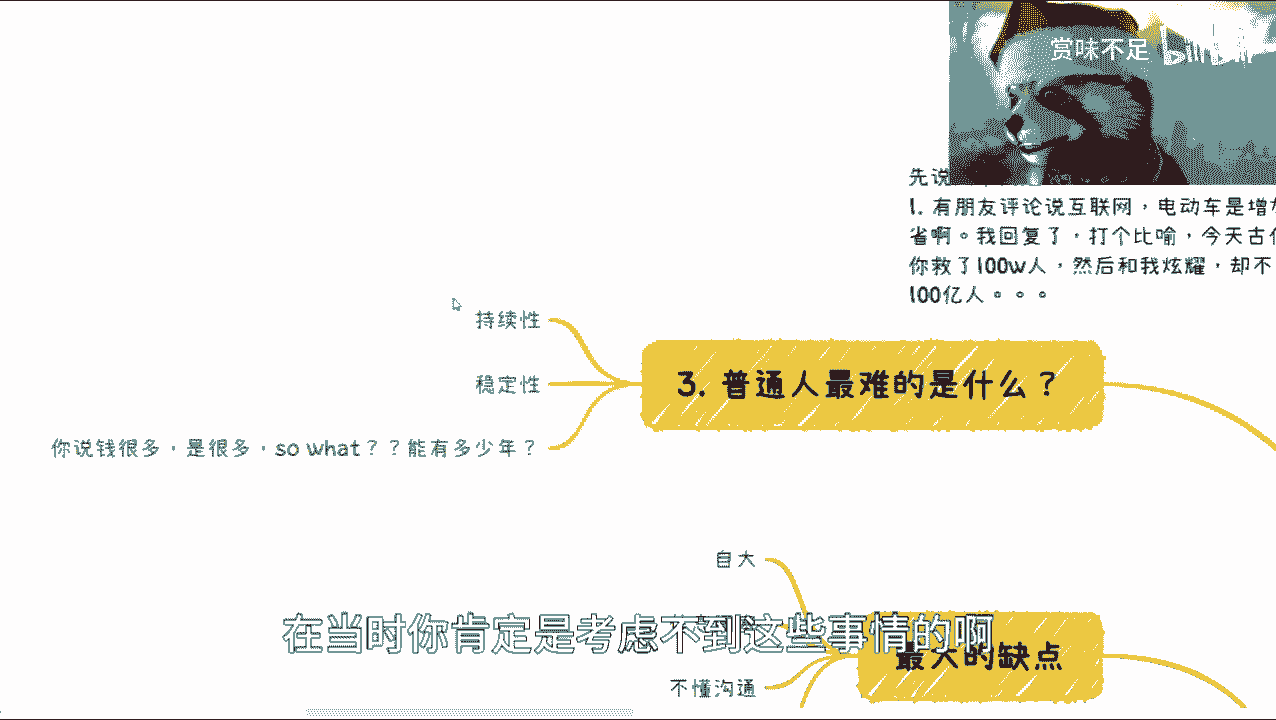 赏味不足 bilibili
先说
1. 有朋友评论说互联网，电动车是增
省啊。我回复了，打个比喻，今天古
你救了100w人，然后和我炫耀，却不
100亿人。。。
持续性
3. 普通人最难的是什么？
稳定性
你说钱很多，是很多，so what？？能有多少年？
自大
在当时你肯定是考虑不到这些事情的啊
最大的缺点
不懂沟通